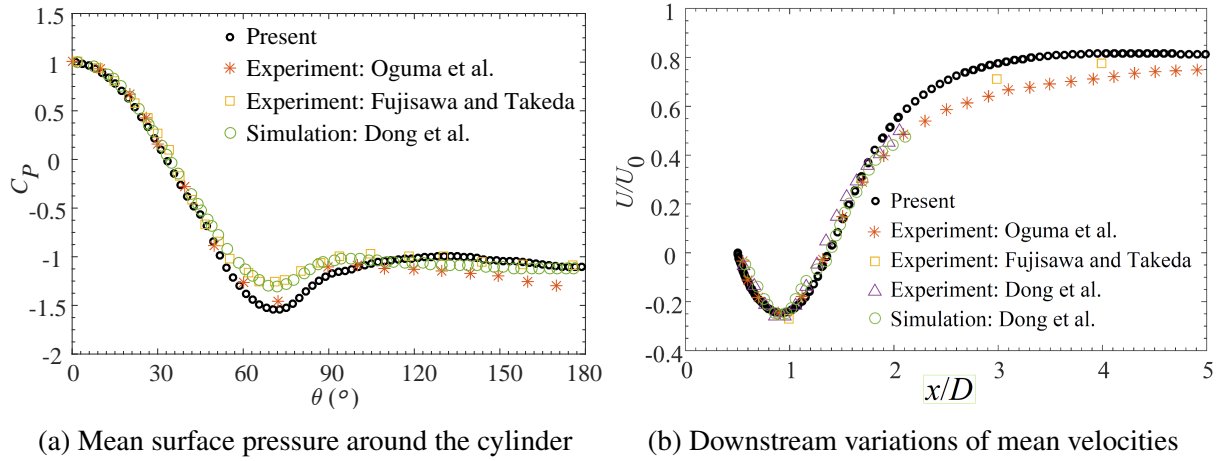 1.5
1
0.5
0
-0.5
-1
-1.5
-2
C_P
Present
Experiment: Oguma et al.
Experiment: Fujisawa and Takeda
Simulation: Dong et al.
0 30 60 90 120 150 180
θ (°)
(a) Mean surface pressure around the cylinder
1
0.8
0.6
0.4
0.2
0
-0.2
-0.4
U/U_0
Present
Experiment: Oguma et al.
Experiment: Fujisawa and Takeda
Experiment: Dong et al.
Simulation: Dong et al.
0 1 2 3 4 5
x/D
(b) Downstream variations of mean velocities